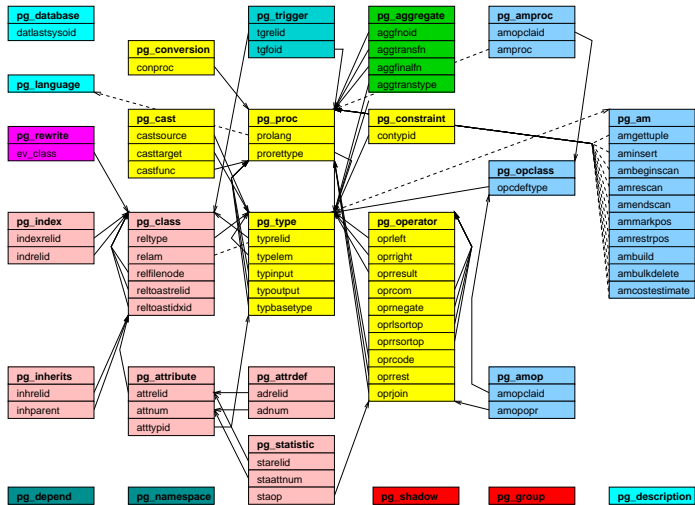 pg_database
datlastsysoid
pg_trigger
tgrelid
tgfoid
pg_aggregate
aggfnoid
aggtransfn
aggfinalfn
aggtranstype
pg_amproc
amopclaid
amproc
pg_conversion
conproc
pg_language
pg_rewrite
ev_class
pg_cast
castsource
casttarget
castfunc
pg_proc
prolang
prorettype
pg_constraint
contypid
pg_am
amgettuple
aminsert
ambeginscan
amrescan
amendscan
ammarkpos
amrestrpos
ambuild
ambulkdelete
amcostestimate
pg_opclass
opcdeftype
pg_index
indexrelid
indrelid
pg_class
reltype
relam
relfilenode
reltoastrelid
reltoastidxid
pg_type
typrelid
typelem
typinput
typoutput
typbasetype
pg_operator
oprleft
oprright
oprresult
oprcom
oprnegate
oprlsortop
oprrsortop
oprcode
oprrest
oprjoin
pg_inherits
inhrelid
inhparent
pg_attribute
attrelid
attnum
atttypid
pg_attrdef
adrelid
adnum
pg_amop
amopclaid
amopopr
pg_statistic
starelid
staattnum
staop
pg_depend
pg_namespace
pg_shadow
pg_group
pg_description